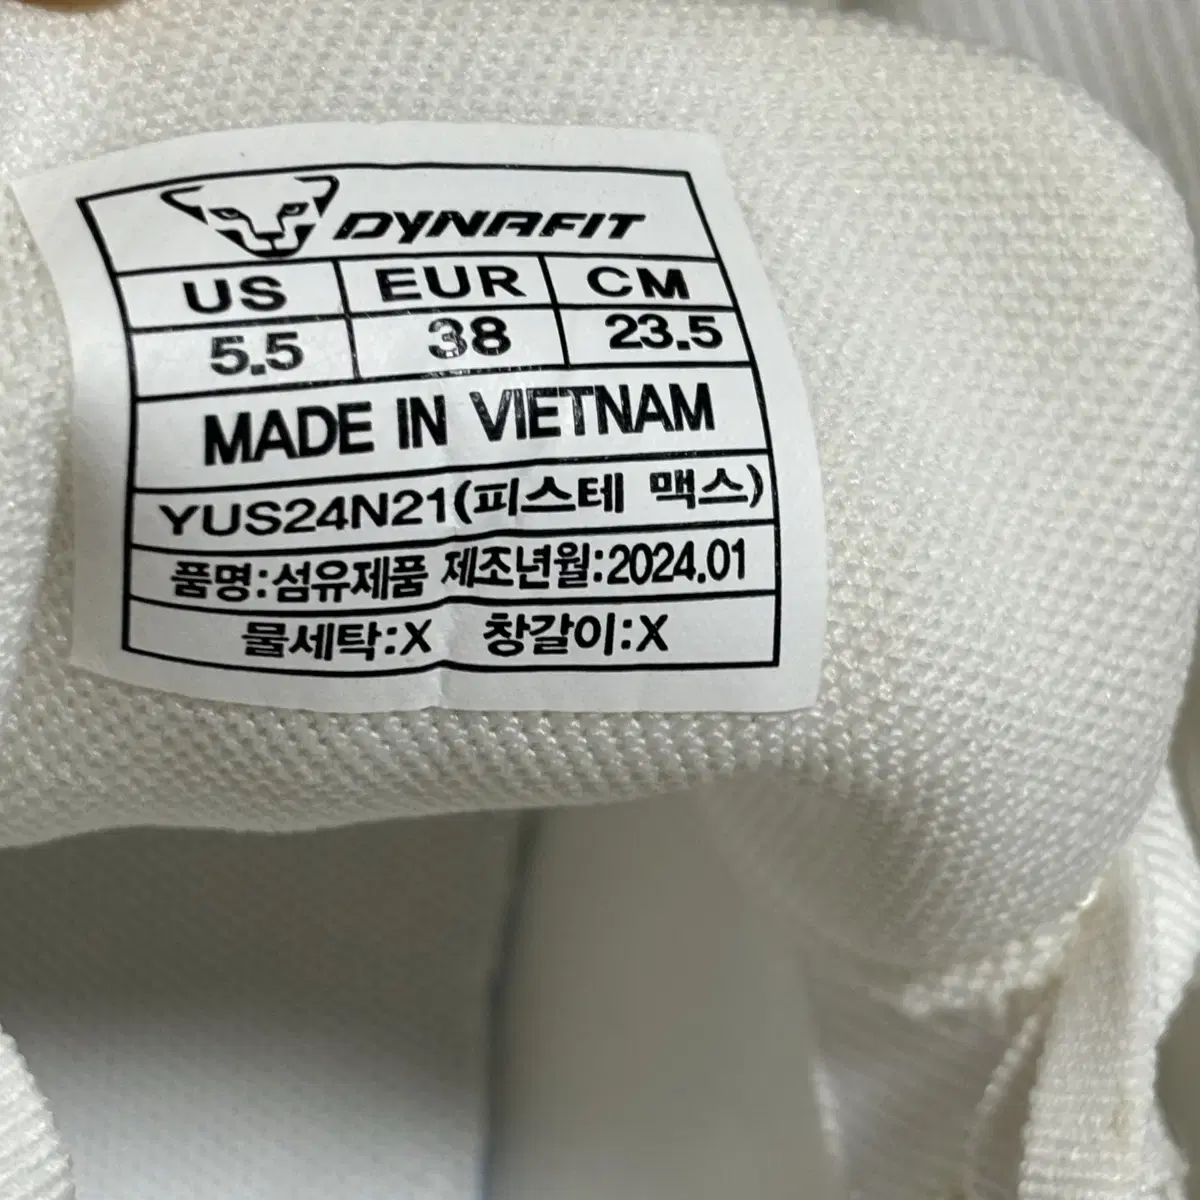 DYNAFIT
US EUR CM
5.5 38 23.5
MADE IN VIETNAM
YUS24N21(피스테 맥스)
품명:섬유제품 제조년월:2024.01
물세탁:X 창갈이:X